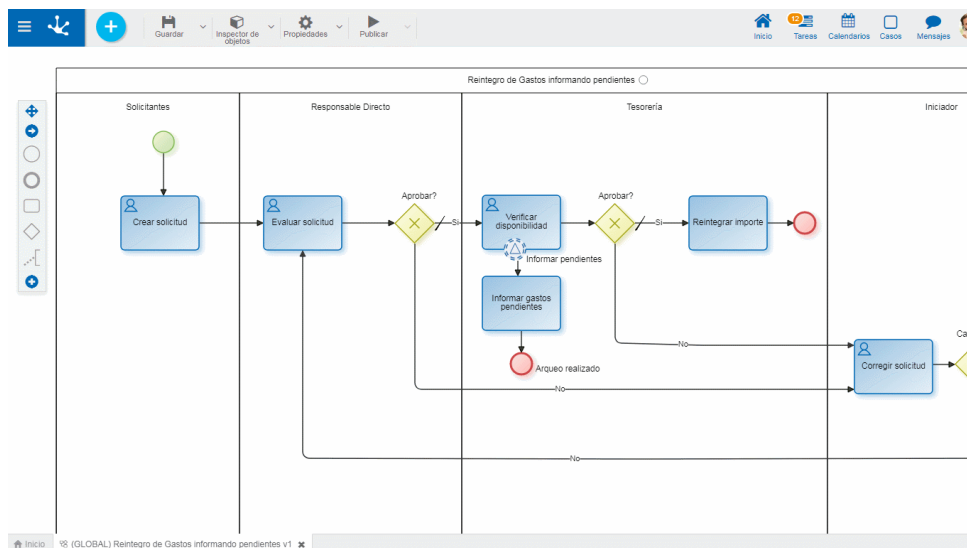 Guardar
Inspector de
objetos
Propiedades
Publicar
Inicio
12
Tareas
Calendarios
Casos
Mensajes
Reintegro de Gastos informando pendientes
Solicitantes
Responsable Directo
Tesorería
Iniciador
Crear solicitud
Evaluar solicitud
Aprobar?
Si
Verificar
disponibilidad
Aprobar?
Si
Reintegrar importe
Informar pendientes
Informar gastos
pendientes
Arqueo realizado
No
No
Ca
Corregir solicitud
No
Inicio
(GLOBAL) Reintegro de Gastos informando pendientes v1